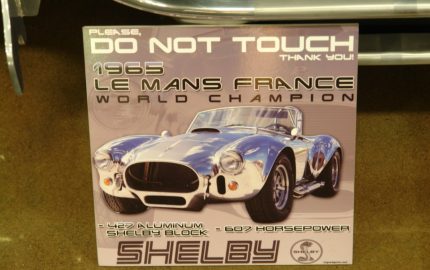 PLEASE,
DO NOT TOUCH
THANK YOU!
1965
LE MANS FRANCE
WORLD CHAMPION
= 427 ALUMINUM
SHELBY BLOCK
= 607 HORSEPOWER
SHELBY
SHELBY